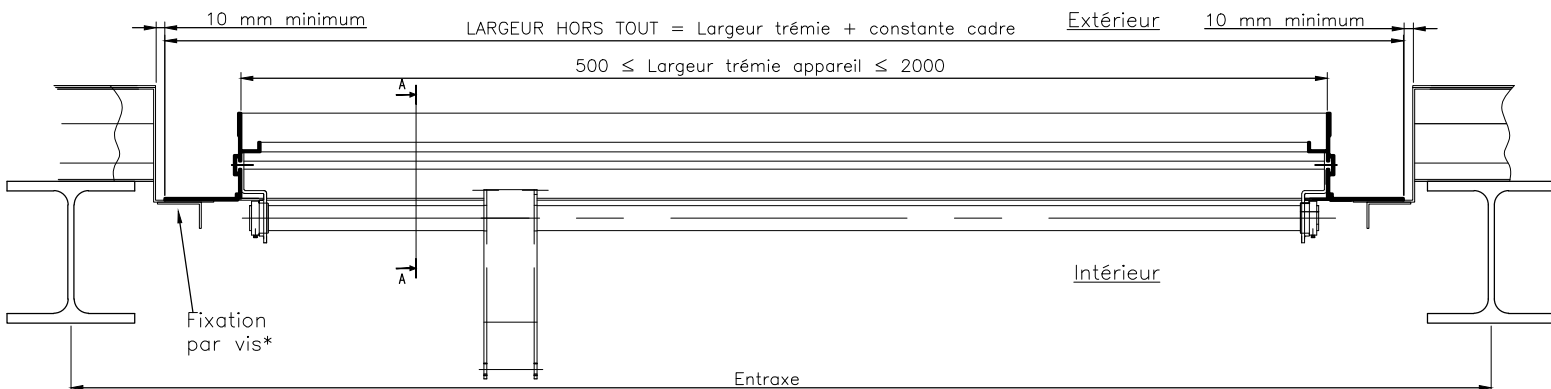 10 mm minimum
LARGEUR HORS TOUT = Largeur trémie + constante cadre
Extérieur
10 mm minimum
500 ≤ Largeur trémie appareil ≤ 2000
A
A
Intérieur
Fixation
par vis*
Entraxe